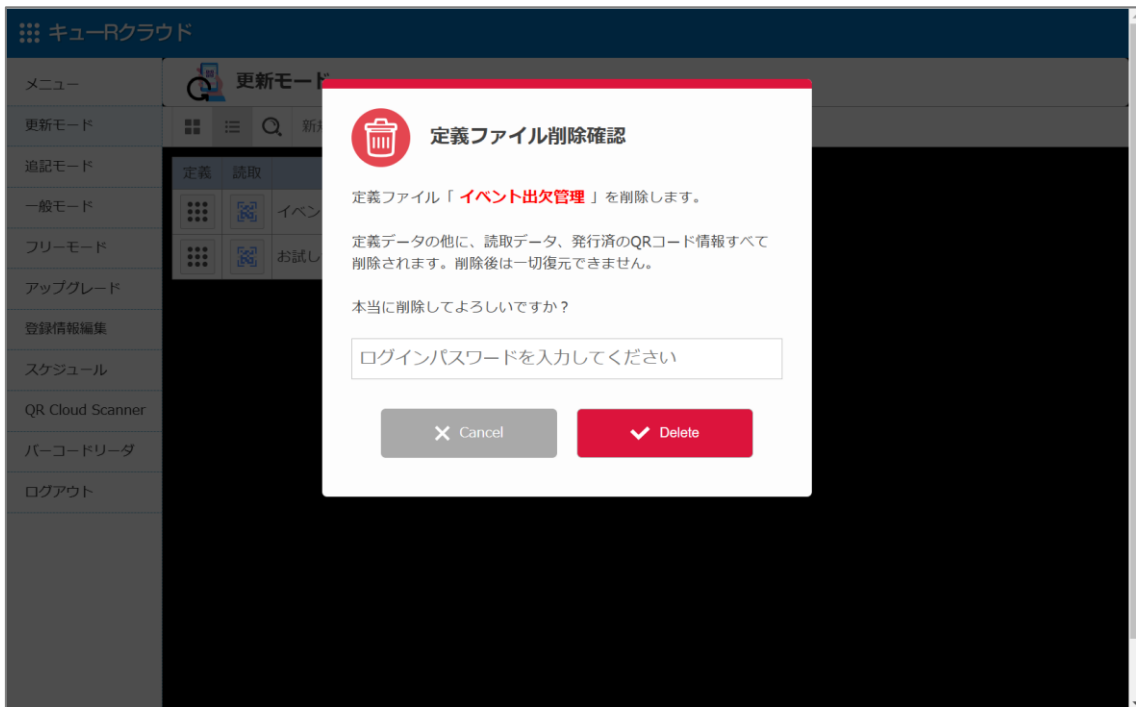 キューRクラウド
メニュー
更新モード
追記モード
一般モード
フリーモード
アップグレード
登録情報編集
スケジュール
QR Cloud Scanner
バーコードリーダ
ログアウト
更新モード
新規
定義 読取
イベン
お試し
定義ファイル削除確認
定義ファイル「 イベント出欠管理 」を削除します。
定義データの他に、読取データ、発行済のQRコード情報すべて
削除されます。削除後は一切復元できません。
本当に削除してよろしいですか？
ログインパスワードを入力してください
Cancel
Delete